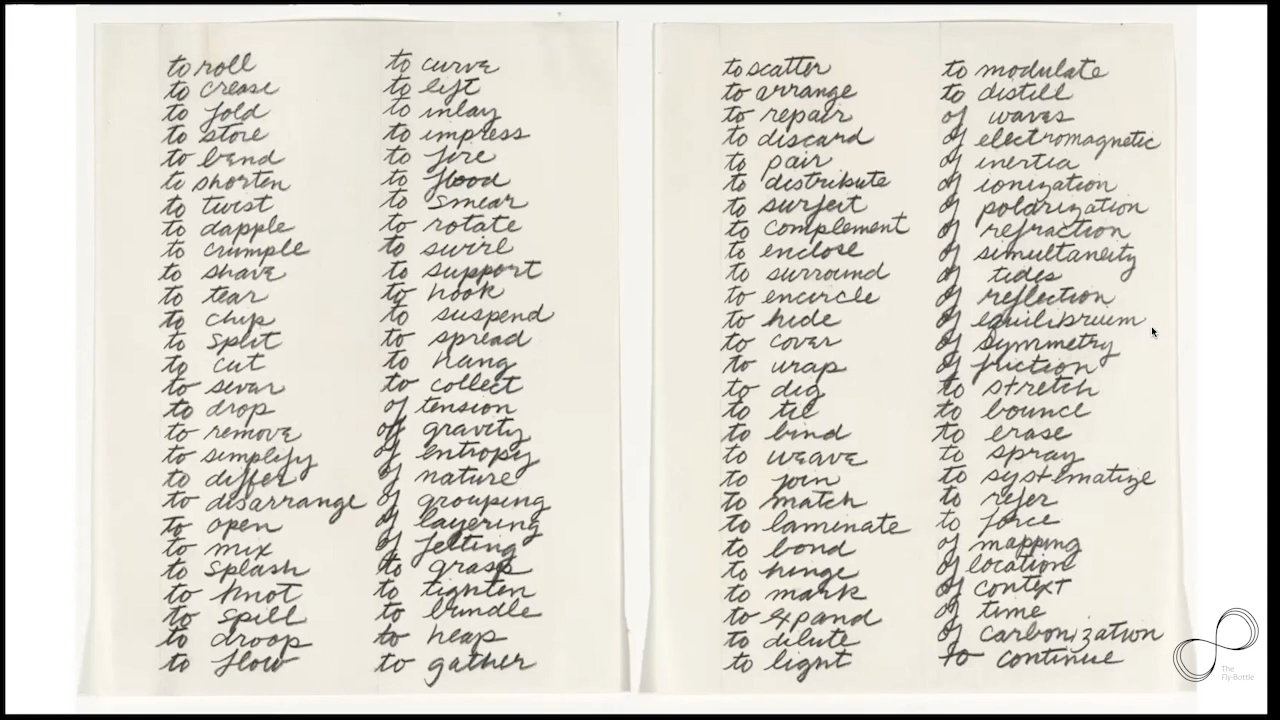 to roll
to crease
to fold
to store
to bend
to shorten
to twist
to dapple
to crumple
to shave
to tear
to chip
to split
to cut
to sever
to drop
to remove
to simplify
to differ
to disarrange
to open
to mix
to splash
to knot
to spill
to droop
to flow
to curve
to lift
to inlay
to impress
to fire
to flood
to smear
to rotate
to swirl
to support
to hook
to suspend
to spread
to hang
to collect
of tension
of gravity
of entropy
of nature
of grouping
of layering
of felting
to grasp
to tighten
to bundle
to heap
to gather
to scatter
to arrange
to repair
to discard
to pair
to distribute
to surfeit
to complement
to enclose
to surround
to encircle
to hide
to cover
to wrap
to dig
to tie
to bind
to weave
to join
to match
to laminate
to bond
to hinge
to mark
to expand
to dilute
to light
to modulate
to distill
of waves
of electromagnetic
of inertia
of ionization
of polarization
of refraction
of simultaneity
of tides
of reflection
of equilibrium
of symmetry
of friction
to stretch
to bounce
to erase
to spray
to systematize
to refer
to force
of mapping
of location
of context
of time
of carbonization
to continue
The
Fly-Bottle